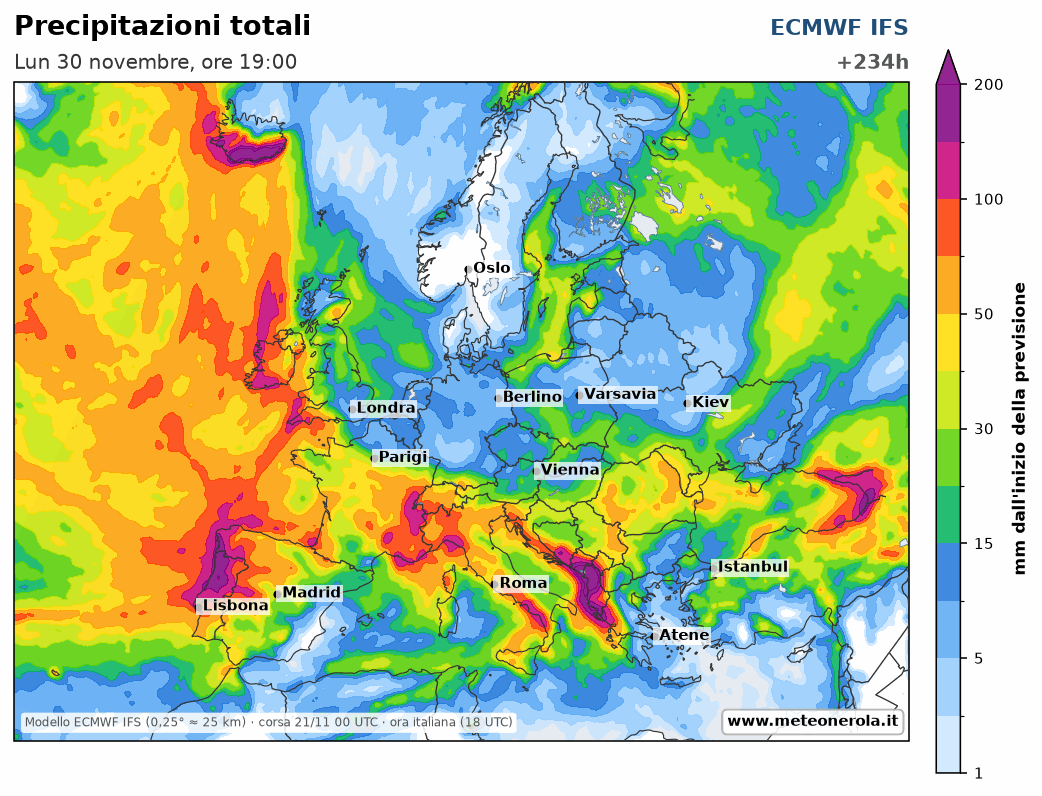 Precipitazioni totali
ECMWF IFS
Lun 30 novembre, ore 19:00
+234h
200
100
50
30
15
5
1
mm dall'inizio della previsione
Oslo
Berlino
Varsavia
Kiev
Londra
Parigi
Vienna
Istanbul
Roma
Madrid
Lisbona
Atene
Modello ECMWF IFS (0,25° ≈ 25 km) · corsa 21/11 00 UTC · ora italiana (18 UTC)
www.meteonerola.it